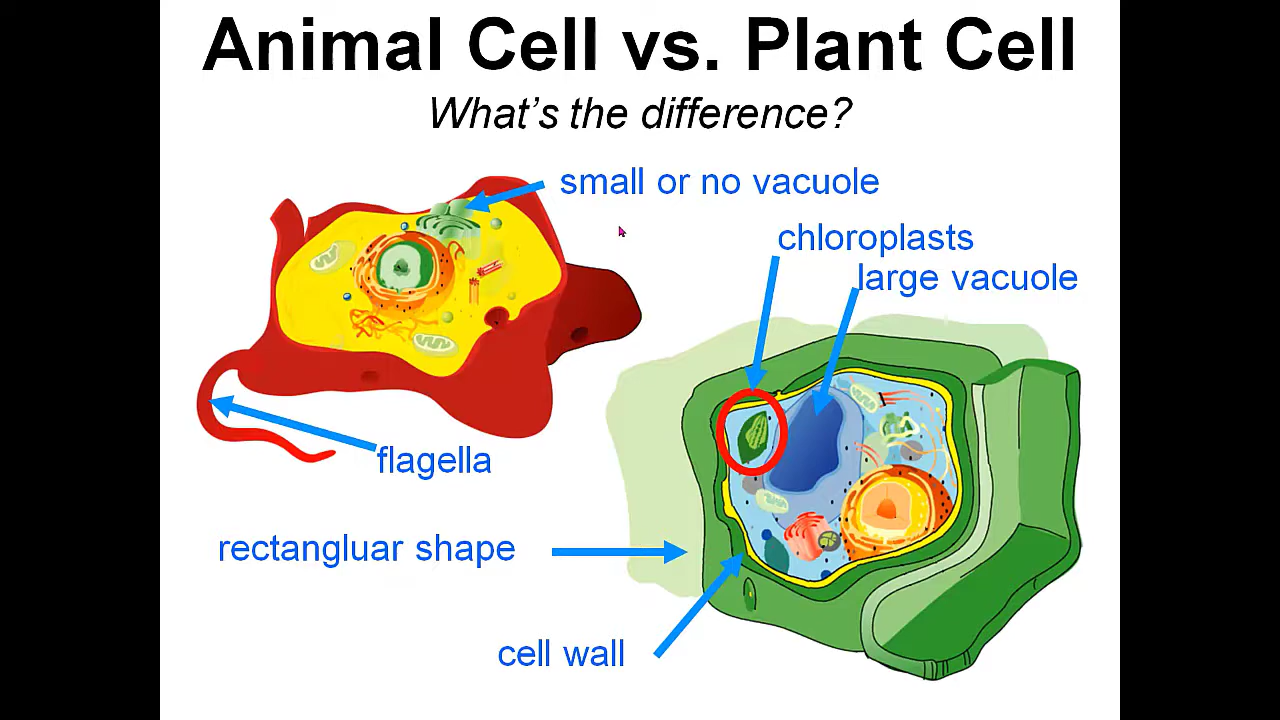 Animal Cell vs. Plant Cell
What's the difference?
small or no vacuole
chloroplasts
large vacuole
flagella
rectangluar shape
cell wall